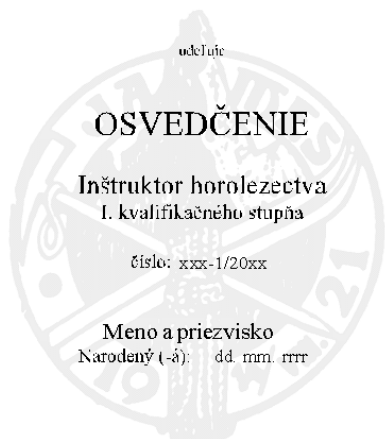 udeľuje
OSVEDČENIE
Inštruktor horolezectva
I. kvalifikačného stupňa
číslo: xxx-1/20xx
Meno a priezvisko
Narodený (-á): dd. mm. rrrr